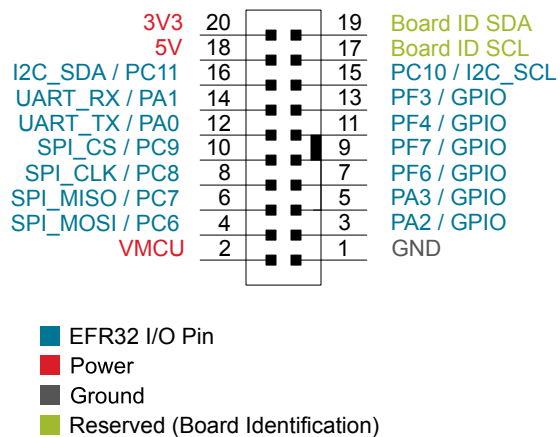 3V3 20 19 Board ID SDA
5V 18 17 Board ID SCL
I2C_SDA / PC11 16 15 PC10 / I2C_SCL
UART_RX / PA1 14 13 PF3 / GPIO
UART_TX / PA0 12 11 PF4 / GPIO
SPI_CS / PC9 10 9 PF7 / GPIO
SPI_CLK / PC8 8 7 PF6 / GPIO
SPI_MISO / PC7 6 5 PA3 / GPIO
SPI_MOSI / PC6 4 3 PA2 / GPIO
VMCU 2 1 GND
EFR32 I/O Pin
Power
Ground
Reserved (Board Identification)